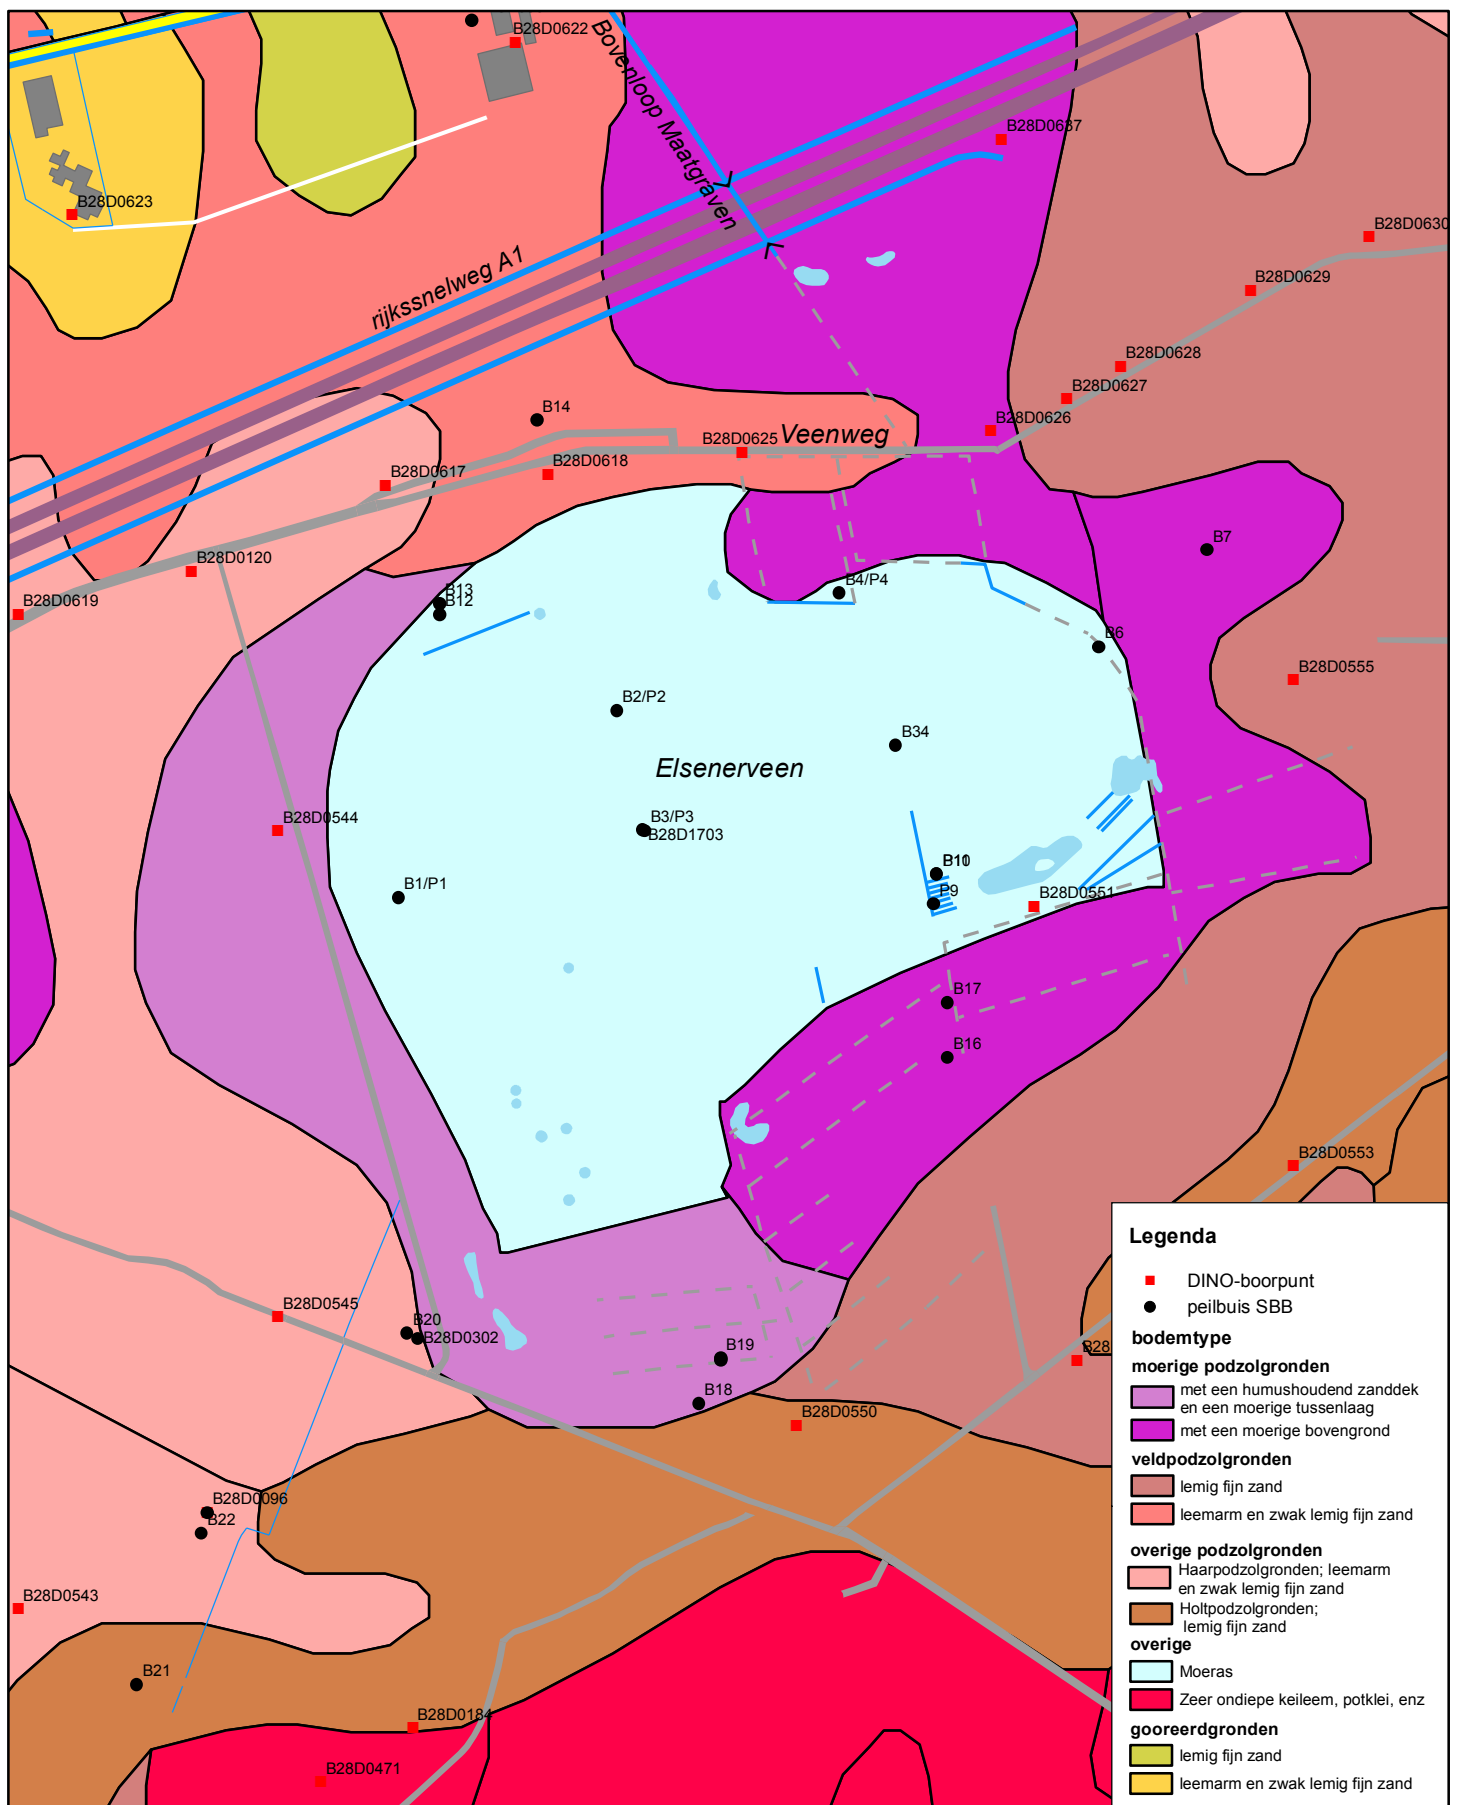 B28D0622
Bovenloop Maatgraven
B28D0637
B28D0623
B28D0630
rijkssnelweg A1
B28D0629
B28D0628
B28D0627
B14
B28D0626
Veenweg
B28D0625
B28D0618
B28D0617
B7
B28D0120
B4/P4
B13
B12
B28D0619
B6
B28D0555
B2/P2
B34
Elsenerveen
B28D0544
B3/P3
B28D1703
B10
B1/P1
P9
B28D0551
B17
B16
B28D0553
B28D0545
B20
B28D0302
B19
B28
B18
B28D0550
B28D0096
B22
B28D0543
B21
B28D0184
B28D0471
Legenda
DINO-boorpunt
peilbuis SBB
bodemtype
moerige podzolgronden
met een humushoudend zanddek
en een moerige tussenlaag
met een moerige bovengrond
veldpodzolgronden
lemig fijn zand
leemarm en zwak lemig fijn zand
overige podzolgronden
Haarpodzolgronden; leemarm
en zwak lemig fijn zand
Holtpodzolgronden;
lemig fijn zand
overige
Moeras
Zeer ondiepe keileem, potklei, enz
gooreerdgronden
lemig fijn zand
leemarm en zwak lemig fijn zand